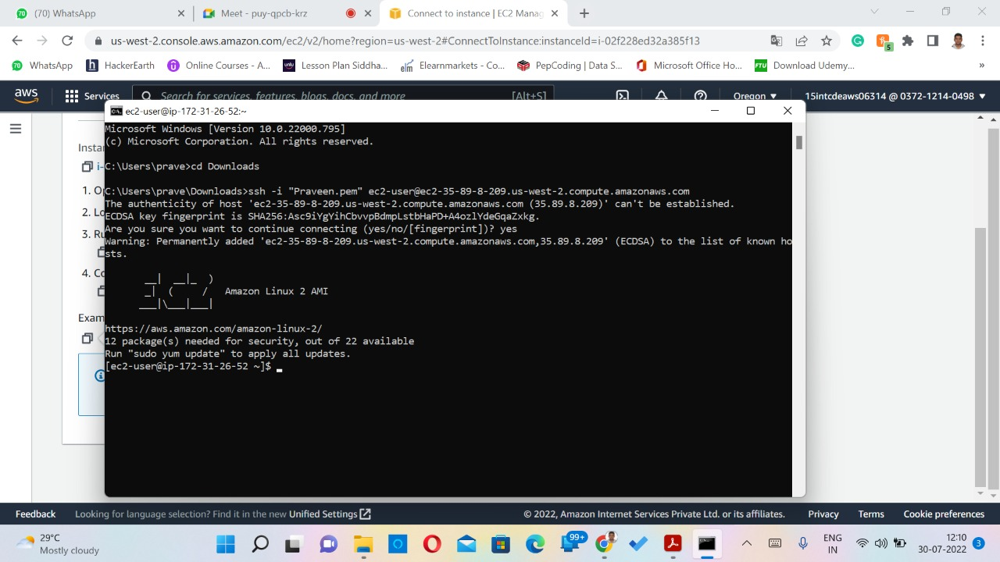 (70) WhatsApp
Meet - puy-qpcb-krz
Connect to instance | EC2 Manag
us-west-2.console.aws.amazon.com/ec2/v2/home?region=us-west-2#ConnectToInstance:instanceId=i-02f228ed32a385f13
5
70 WhatsApp
h HackerEarth
Online Courses - A...
Lesson Plan Siddha...
elm Elearnmarkets - Co...
PepCoding | Data S...
Microsoft Office Ho...
FTU Download Udemy...
»
aws
Services
Search for services, features, blogs, docs, and more
[Alt+S]
Oregon
15intcdeaws06314 @ 0372-1214-0498
ec2-user@ip-172-31-26-52:~
Microsoft Windows [Version 10.0.22000.795]
(c) Microsoft Corporation. All rights reserved.
C:\Users\prave>cd Downloads
C:\Users\prave\Downloads>ssh -i "Praveen.pem" ec2-user@ec2-35-89-8-209.us-west-2.compute.amazonaws.com
The authenticity of host 'ec2-35-89-8-209.us-west-2.compute.amazonaws.com (35.89.8.209)' can't be established.
ECDSA key fingerprint is SHA256:Asc9iYgYihCbvvpBdmpLstbHaPD+A4ozlYdeGqaZxkg.
Are you sure you want to continue connecting (yes/no/[fingerprint])? yes
Warning: Permanently added 'ec2-35-89-8-209.us-west-2.compute.amazonaws.com,35.89.8.209' (ECDSA) to the list of known ho
sts.
__|  __|_  )
_|  (     /   Amazon Linux 2 AMI
___|\___|___|
https://aws.amazon.com/amazon-linux-2/
12 package(s) needed for security, out of 22 available
Run "sudo yum update" to apply all updates.
[ec2-user@ip-172-31-26-52 ~]$
Insta
i-
1. O
2. Lo
3. Ru
4. Co
Exam
Feedback
Looking for language selection? Find it in the new Unified Settings
© 2022, Amazon Internet Services Private Ltd. or its affiliates.
Privacy
Terms
Cookie preferences
29°C
Mostly cloudy
99+
ENG
IN
12:10
30-07-2022
3